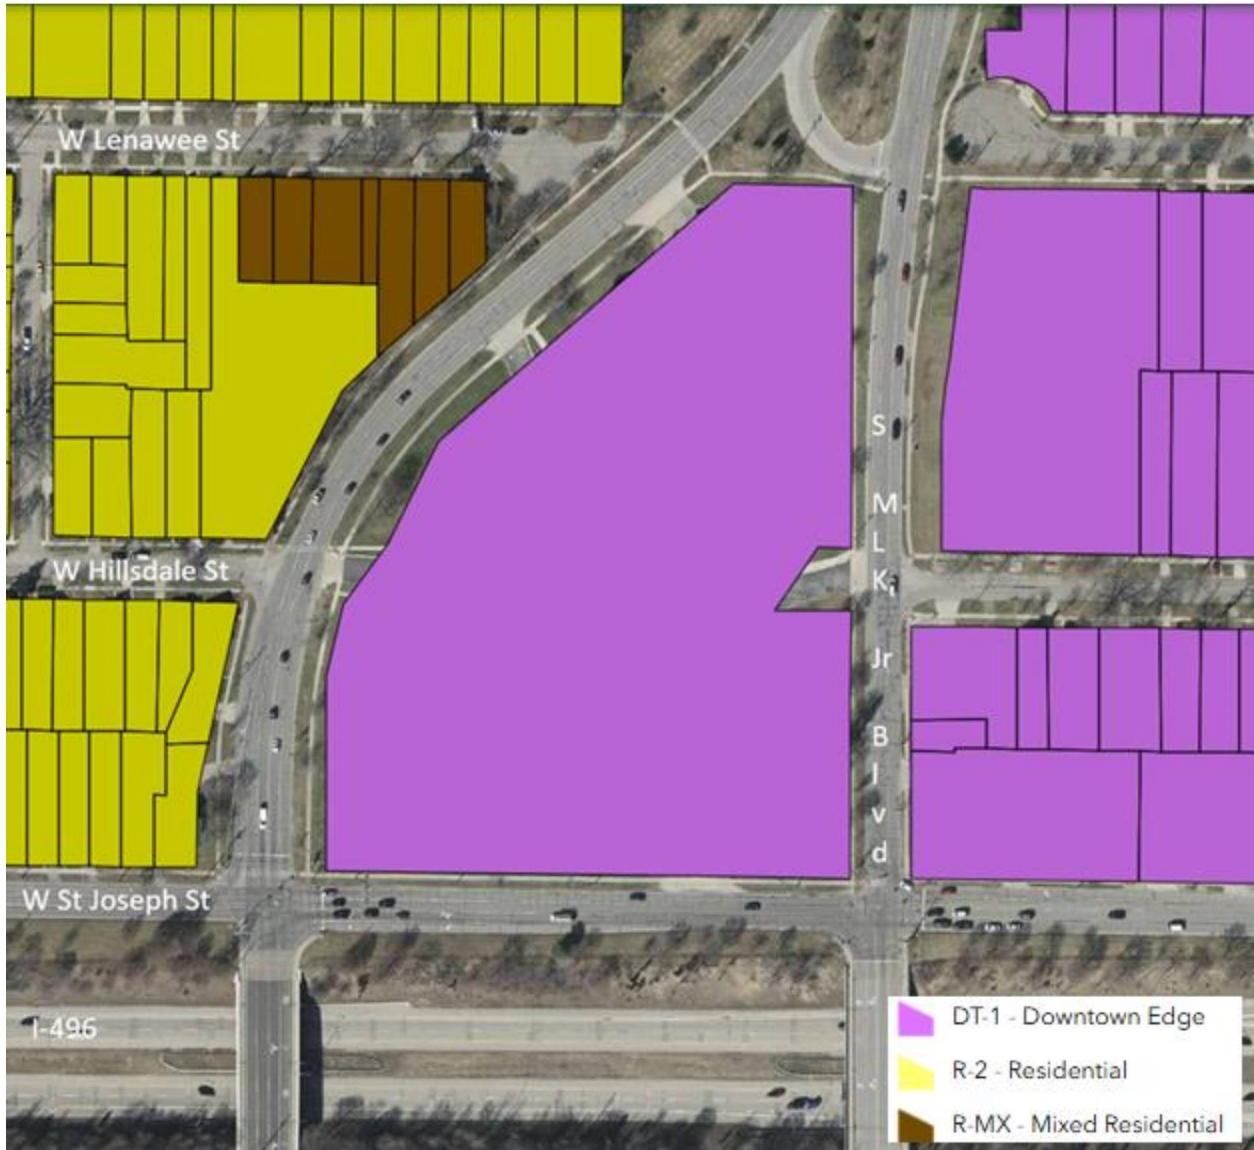 W Lenawee St
S
M
L
K,
Jr
B
l
v
d
W Hillsdale St
W St Joseph St
I-496
DT-1 - Downtown Edge
R-2 - Residential
R-MX - Mixed Residential